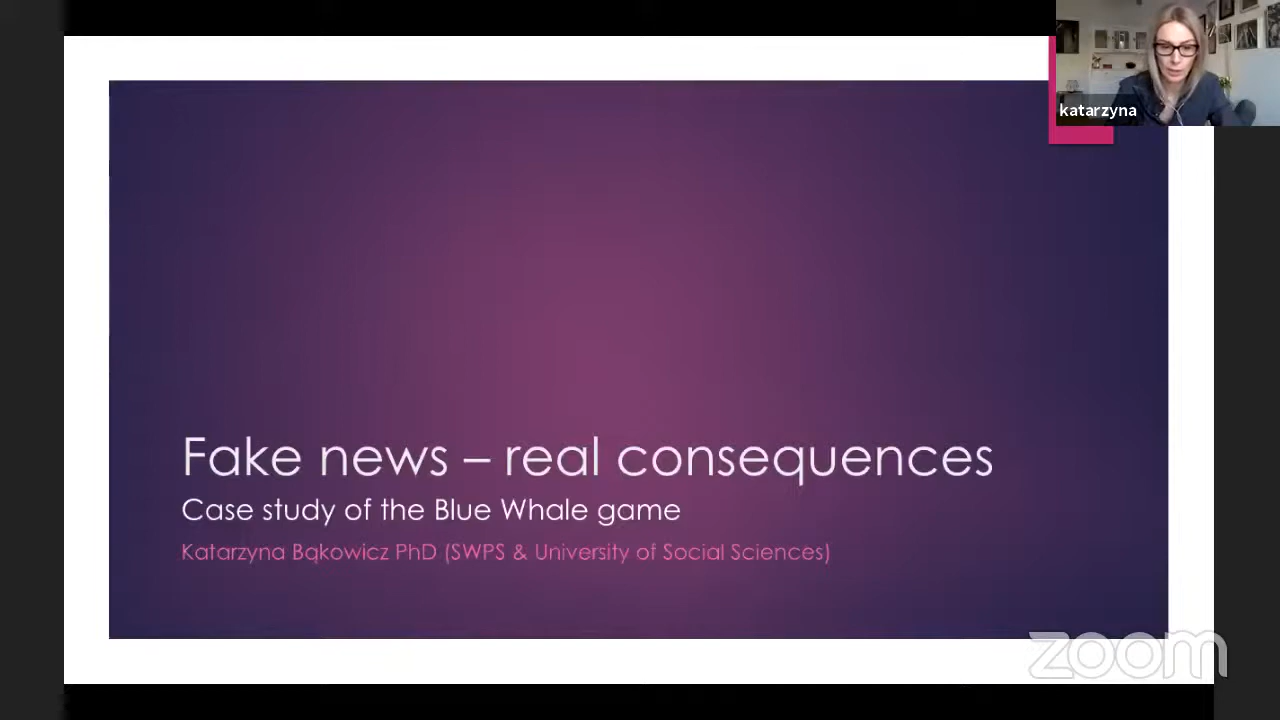 katarzyna
Fake news – real consequences
Case study of the Blue Whale game
Katarzyna Bąkowicz PhD (SWPS & University of Social Sciences)
zoom